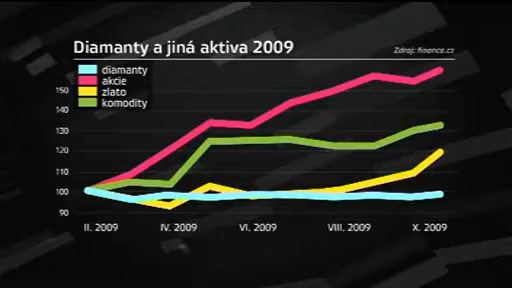 Diamanty a jiná aktiva 2009
Zdroj: finance.cz
diamanty
akcie
zlato
komodity
150
140
130
120
110
100
90
II. 2009 IV. 2009 VI. 2009 VIII. 2009 X. 2009